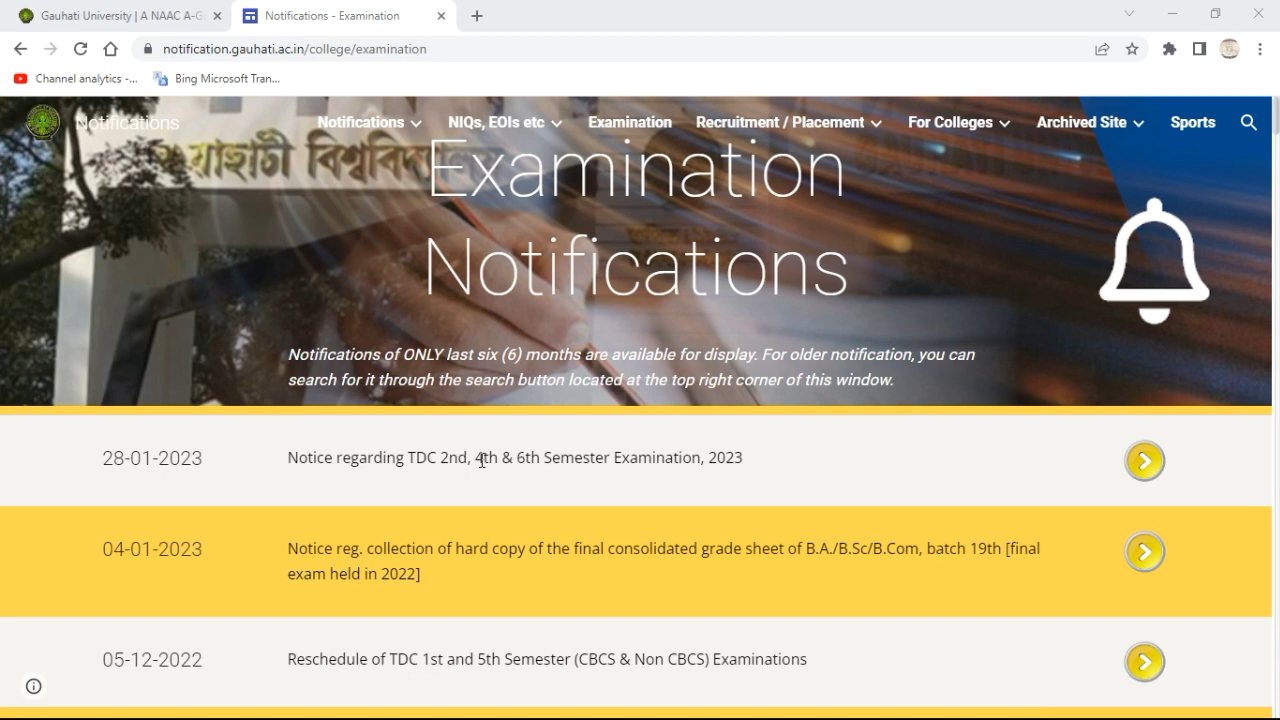 Gauhati University | A NAAC A-G
Notifications - Examination
notification.gauhati.ac.in/college/examination
Channel analytics -...
Bing Microsoft Tran...
Notifications
Notifications
NIQs, EOIs etc
Examination
Recruitment / Placement
For Colleges
Archived Site
Sports
Examination
Notifications
Notifications of ONLY last six (6) months are available for display. For older notification, you can
search for it through the search button located at the top right corner of this window.
28-01-2023
Notice regarding TDC 2nd, 4th & 6th Semester Examination, 2023
04-01-2023
Notice reg. collection of hard copy of the final consolidated grade sheet of B.A./B.Sc/B.Com, batch 19th [final
exam held in 2022]
05-12-2022
Reschedule of TDC 1st and 5th Semester (CBCS & Non CBCS) Examinations